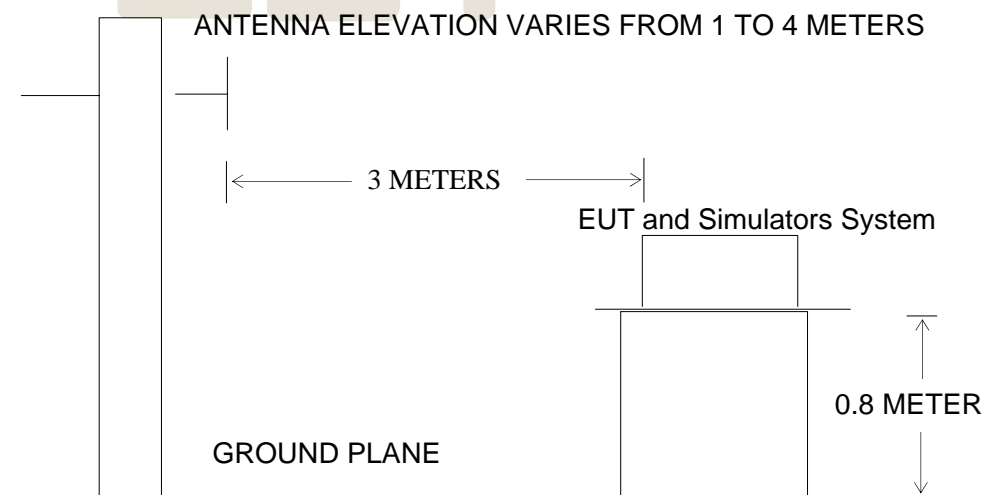 ANTENNA ELEVATION VARIES FROM 1 TO 4 METERS
3 METERS
EUT and Simulators System
0.8 METER
GROUND PLANE